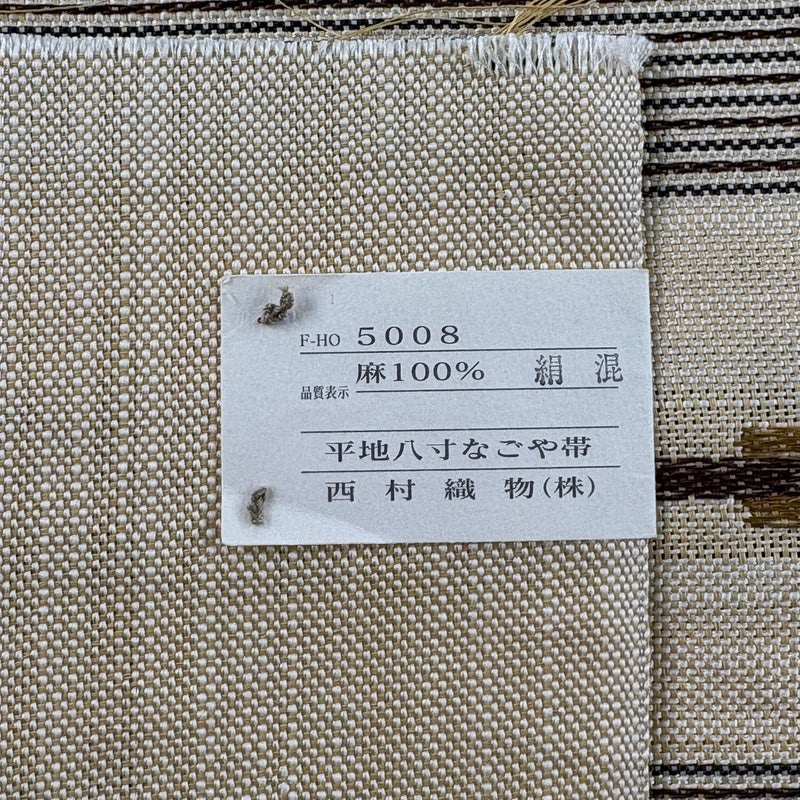 F-HO 5008
麻100% 絹 混
品質表示
平地八寸なごや帯
西村織物(株)